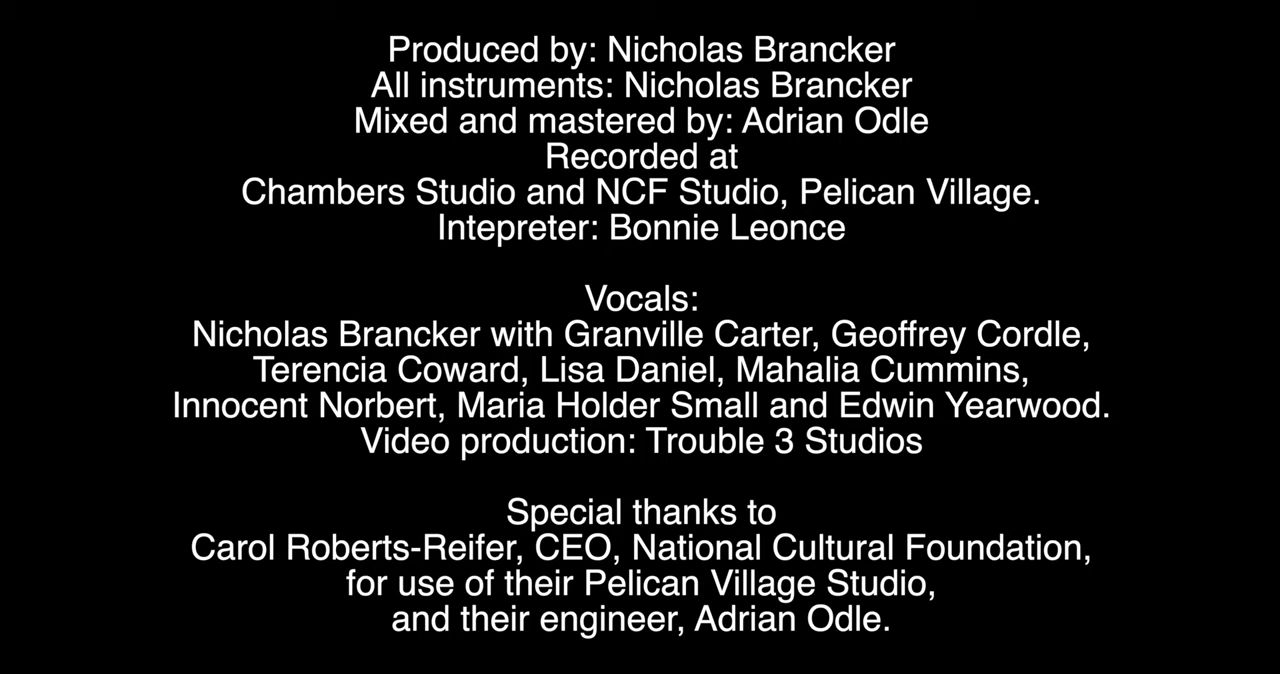 Produced by: Nicholas Brancker
All instruments: Nicholas Brancker
Mixed and mastered by: Adrian Odle
Recorded at
Chambers Studio and NCF Studio, Pelican Village.
Intepreter: Bonnie Leonce
Vocals:
Nicholas Brancker with Granville Carter, Geoffrey Cordle,
Terencia Coward, Lisa Daniel, Mahalia Cummins,
Innocent Norbert, Maria Holder Small and Edwin Yearwood.
Video production: Trouble 3 Studios
Special thanks to
Carol Roberts-Reifer, CEO, National Cultural Foundation,
for use of their Pelican Village Studio,
and their engineer, Adrian Odle.